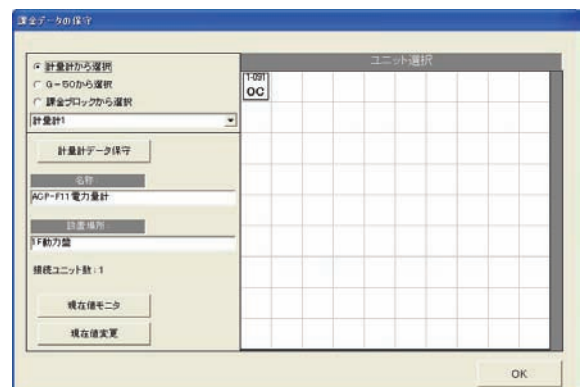 課金データの保守
計量計から選択
G-50から選択
課金ブロックから選択
計量計1
計量計データ保守
名称
ACP-F11電力量計
設置場所
1F動力盤
接続ユニット数:1
現在値モニタ
現在値変更
ユニット選択
1-091
OC
OK